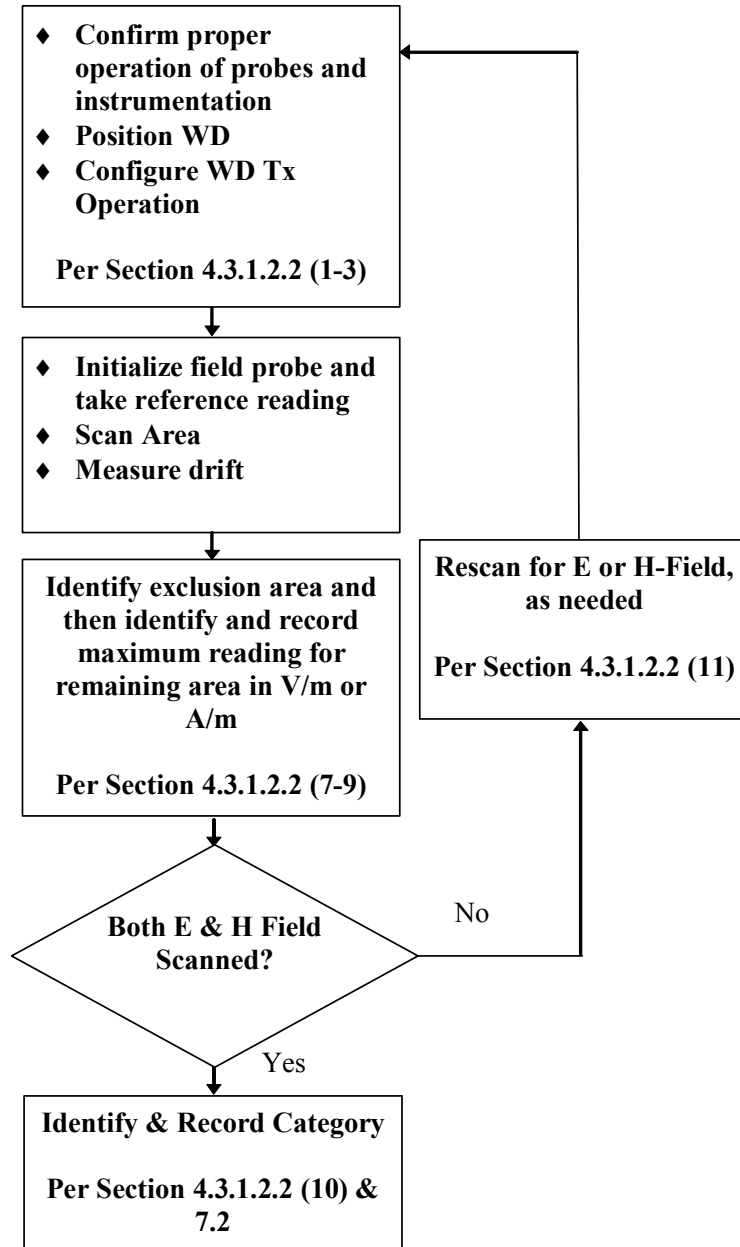 ♦ Confirm proper
operation of probes and
instrumentation
♦ Position WD
♦ Configure WD Tx
Operation
Per Section 4.3.1.2.2 (1-3)
♦ Initialize field probe and
take reference reading
♦ Scan Area
♦ Measure drift
Identify exclusion area and
then identify and record
maximum reading for
remaining area in V/m or
A/m
Per Section 4.3.1.2.2 (7-9)
Rescan for E or H-Field,
as needed
Per Section 4.3.1.2.2 (11)
Both E & H Field
Scanned?
No
Yes
Identify & Record Category
Per Section 4.3.1.2.2 (10) &
7.2